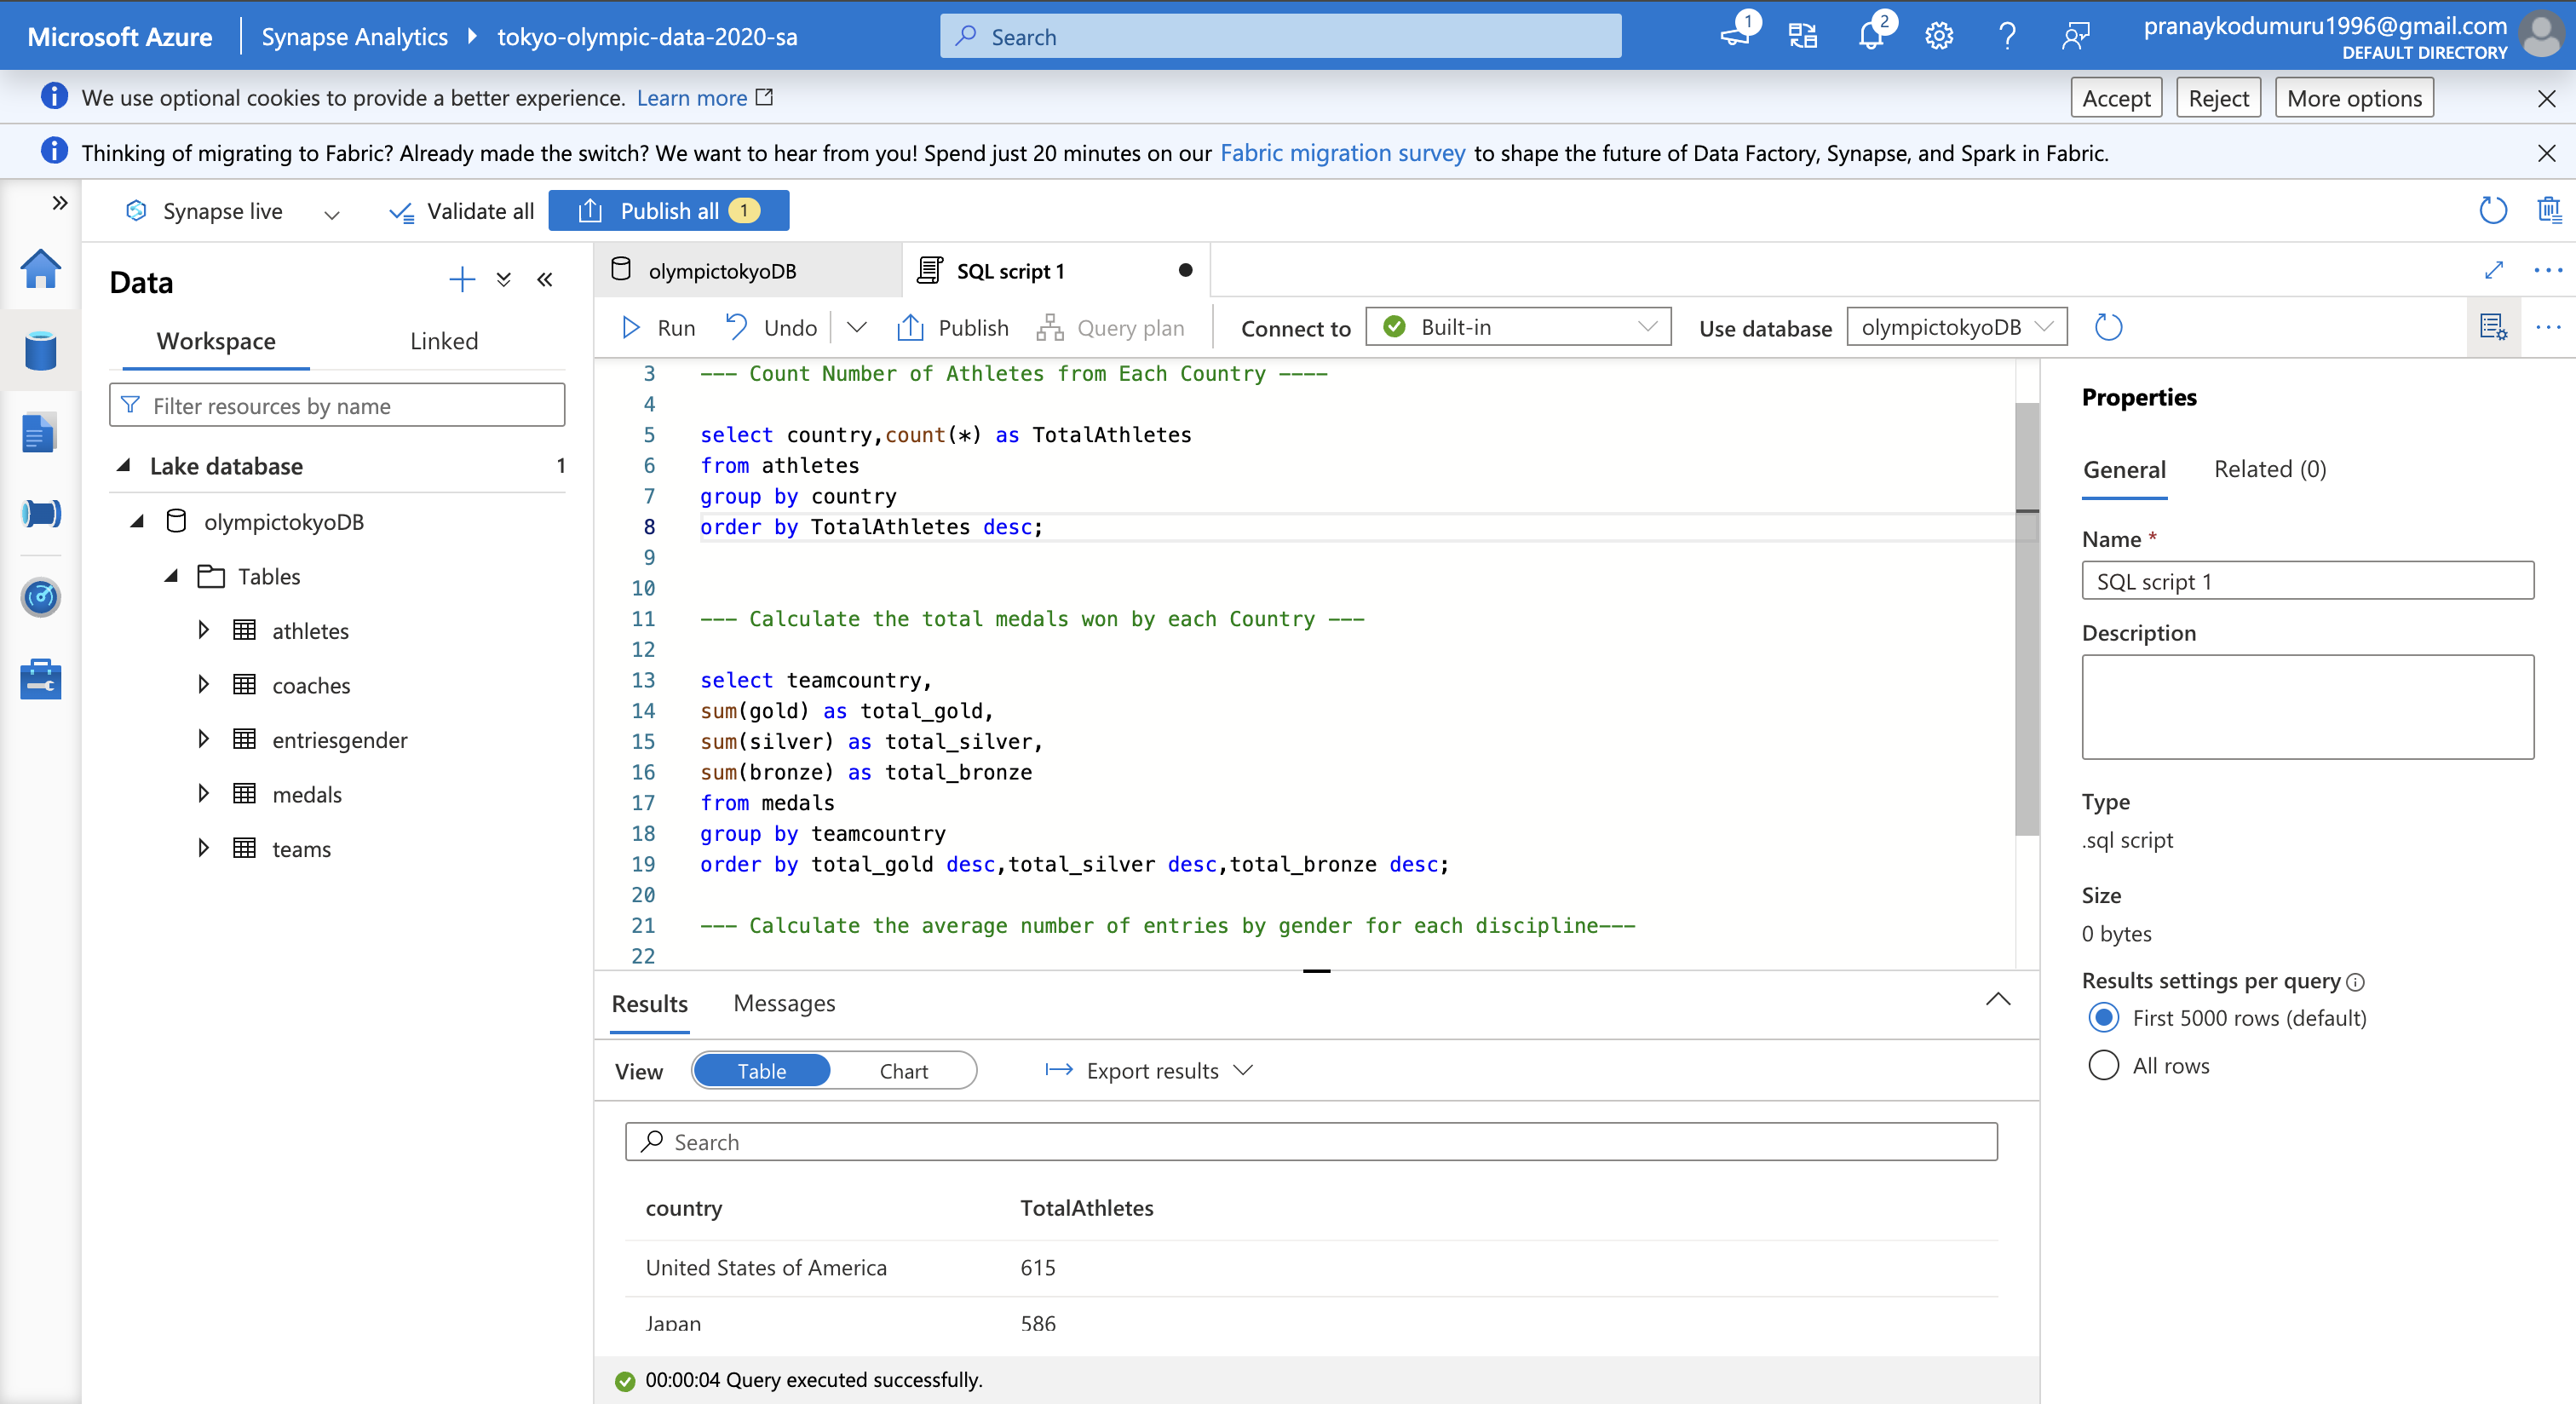 Microsoft Azure
Synapse Analytics
tokyo-olympic-data-2020-sa
Search
1
2
pranaykodumuru1996@gmail.com
DEFAULT DIRECTORY
We use optional cookies to provide a better experience. Learn more
Accept
Reject
More options
Thinking of migrating to Fabric? Already made the switch? We want to hear from you! Spend just 20 minutes on our Fabric migration survey to shape the future of Data Factory, Synapse, and Spark in Fabric.
Synapse live
Validate all
Publish all 1
Data
Workspace
Linked
Filter resources by name
Lake database 1
olympictokyoDB
Tables
athletes
coaches
entriesgender
medals
teams
olympictokyoDB
SQL script 1
Run
Undo
Publish
Query plan
Connect to
Built-in
Use database
olympictokyoDB
3 --- Count Number of Athletes from Each Country ----
4
5 select country,count(*) as TotalAthletes
6 from athletes
7 group by country
8 order by TotalAthletes desc;
9
10
11 --- Calculate the total medals won by each Country ---
12
13 select teamcountry,
14 sum(gold) as total_gold,
15 sum(silver) as total_silver,
16 sum(bronze) as total_bronze
17 from medals
18 group by teamcountry
19 order by total_gold desc,total_silver desc,total_bronze desc;
20
21 --- Calculate the average number of entries by gender for each discipline---
22
Results
Messages
View
Table
Chart
Export results
Search
country TotalAthletes
United States of America 615
Japan 586
00:00:04 Query executed successfully.
Properties
General
Related (0)
Name *
SQL script 1
Description
Type
.sql script
Size
0 bytes
Results settings per query
First 5000 rows (default)
All rows